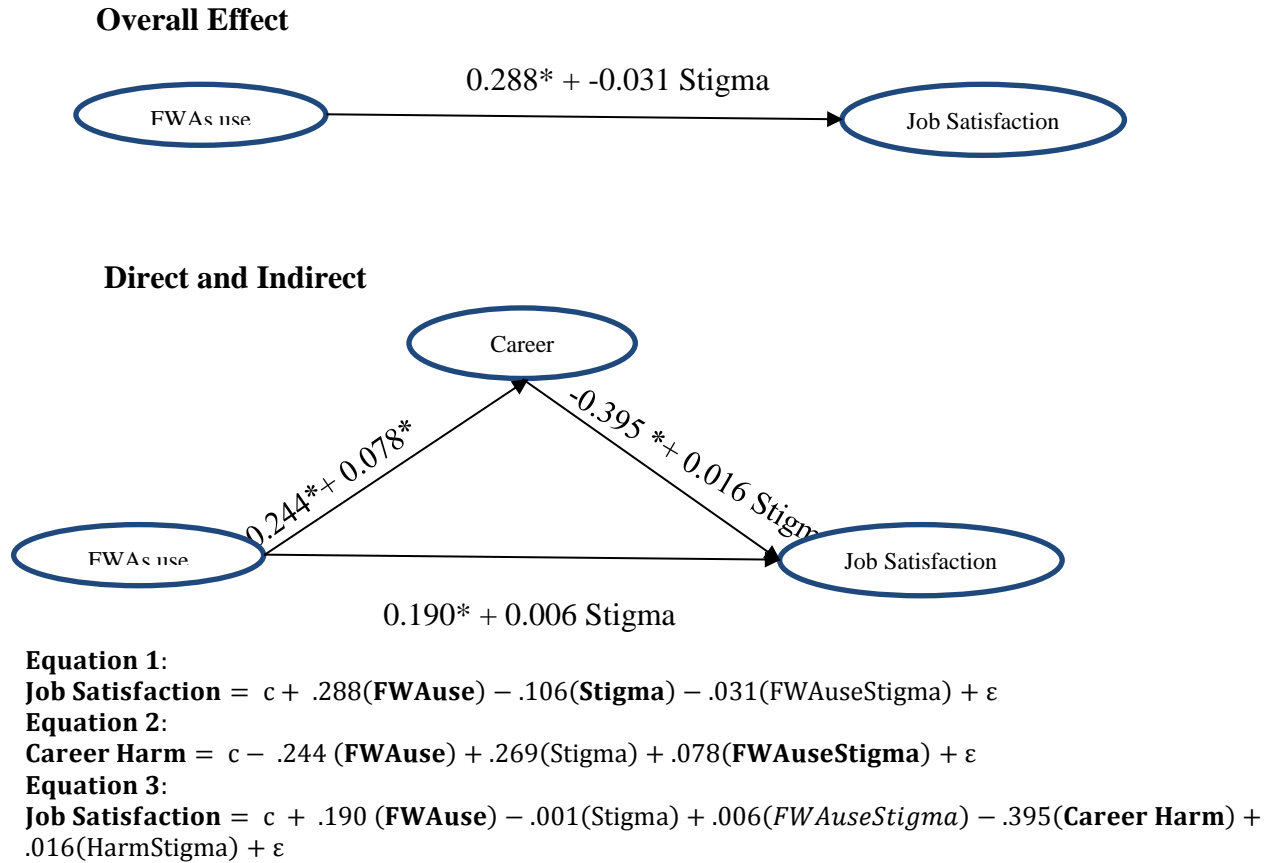 Overall Effect
0.288* + -0.031 Stigma
FWAs use
Job Satisfaction
Direct and Indirect
Career
0.244*+ 0.078*
-0.395 *+ 0.016 Stigm
FWAs use
Job Satisfaction
0.190* + 0.006 Stigma
Equation 1:
Job Satisfaction = c + .288(FWAuse) − .106(Stigma) − .031(FWAuseStigma) + ε
Equation 2:
Career Harm = c − .244 (FWAuse) + .269(Stigma) + .078(FWAuseStigma) + ε
Equation 3:
Job Satisfaction = c + .190 (FWAuse) − .001(Stigma) + .006(FWAuseStigma) − .395(Career Harm) +
.016(HarmStigma) + ε